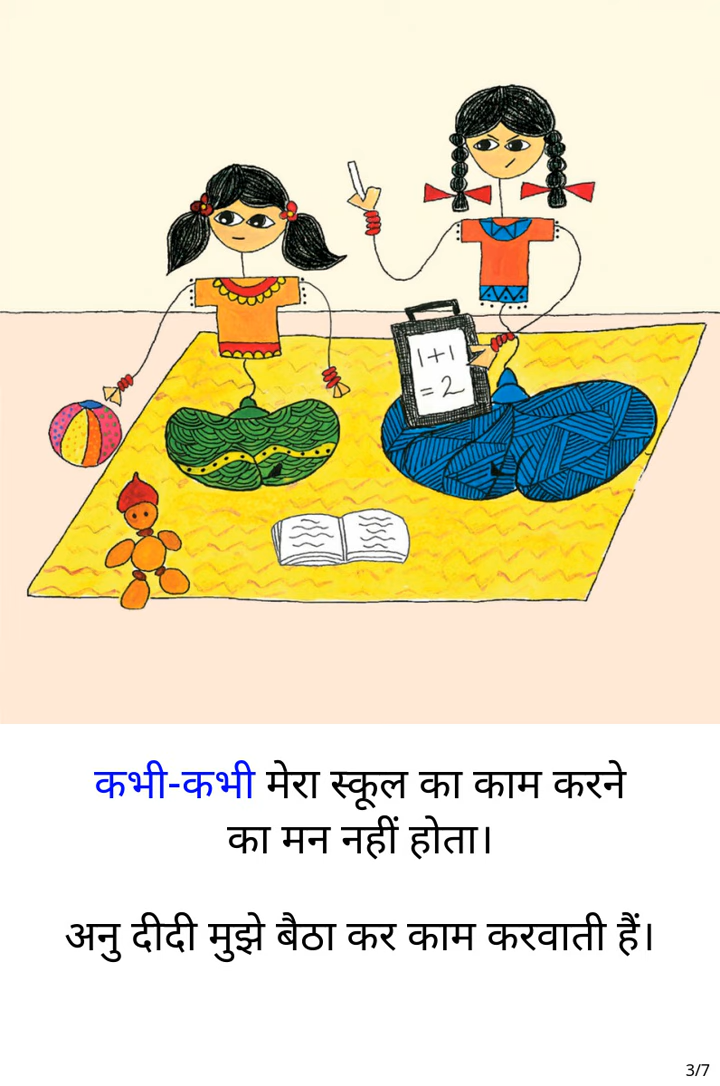 1+1
=2
कभी-कभी मेरा स्कूल का काम करने
का मन नहीं होता।
अनु दीदी मुझे बैठा कर काम करवाती हैं।
3/7